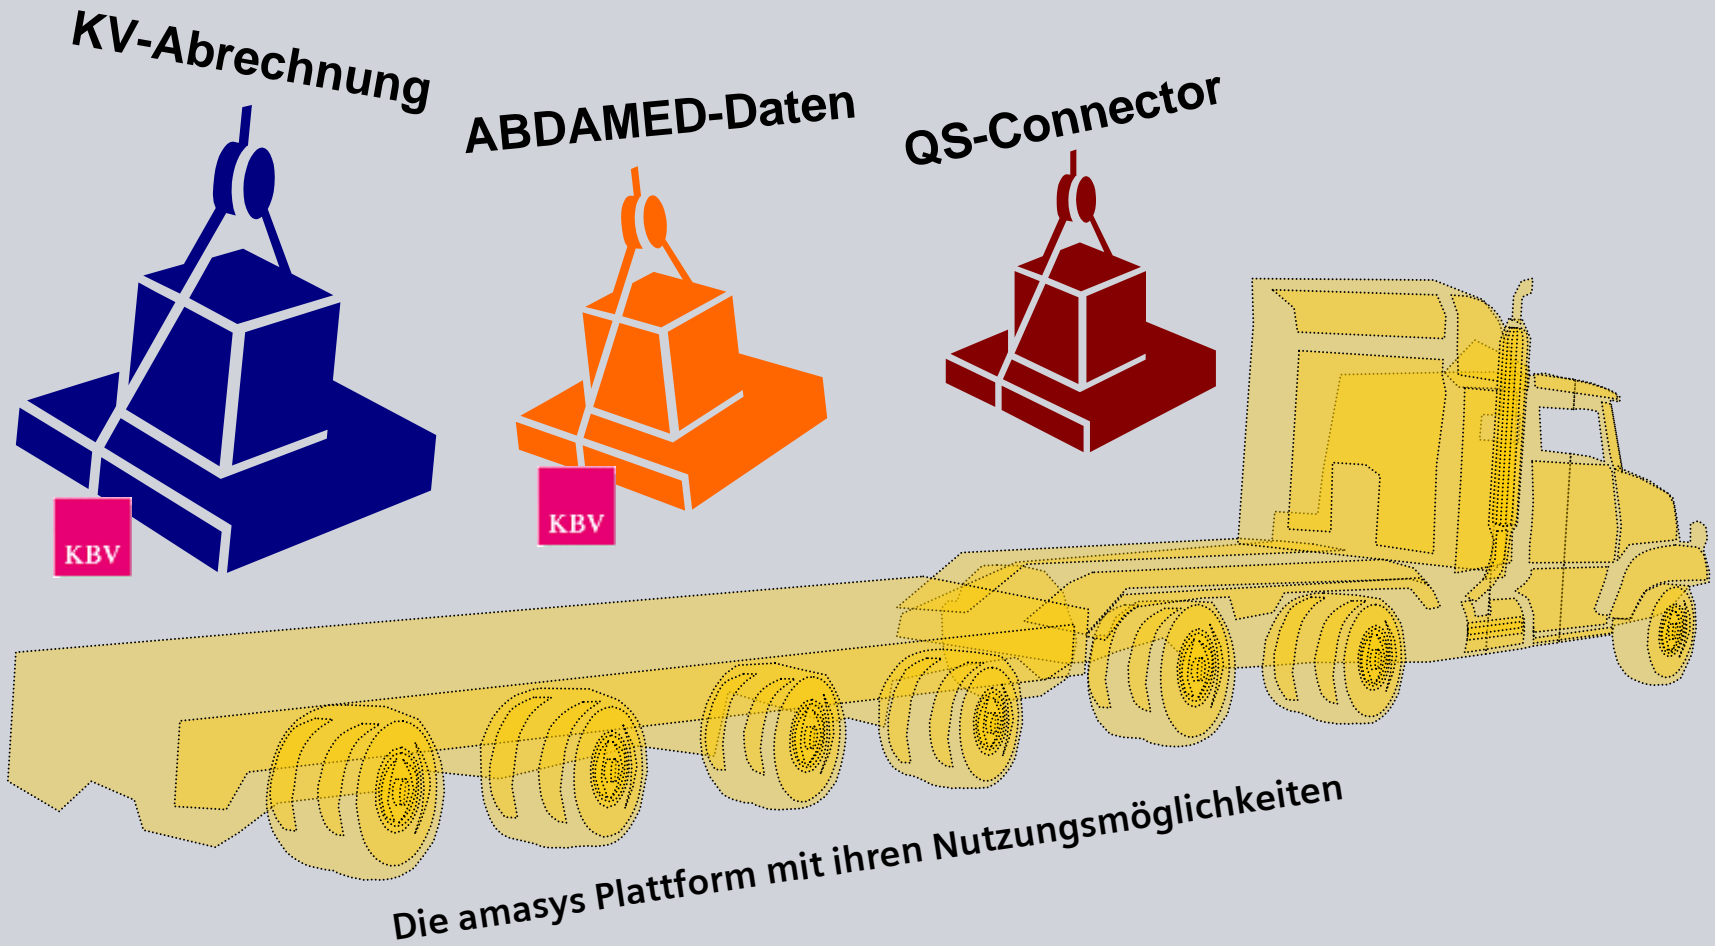 KV-Abrechnung
ABDAMED-Daten
QS-Connector
KBV
KBV
Die amasys Plattform mit ihren Nutzungsmöglichkeiten